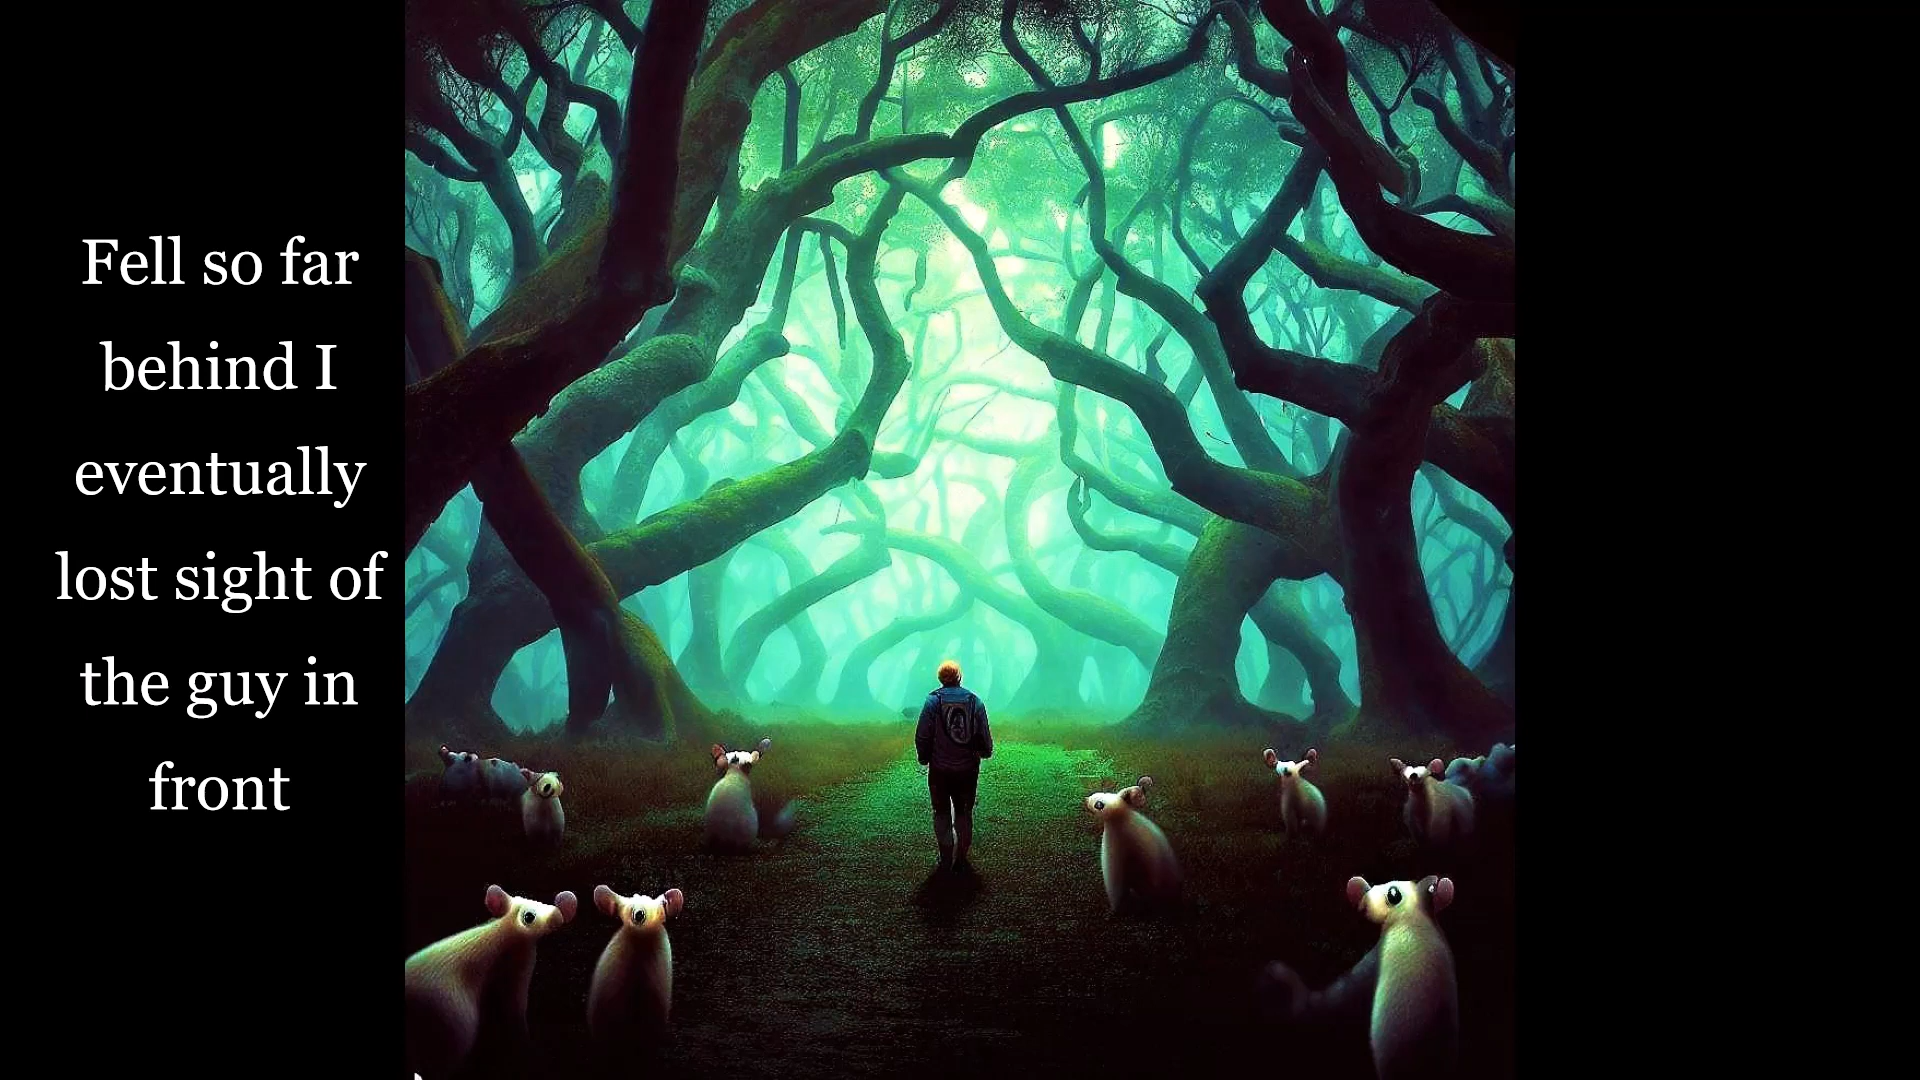 Fell so far
behind I
eventually
lost sight of
the guy in
front